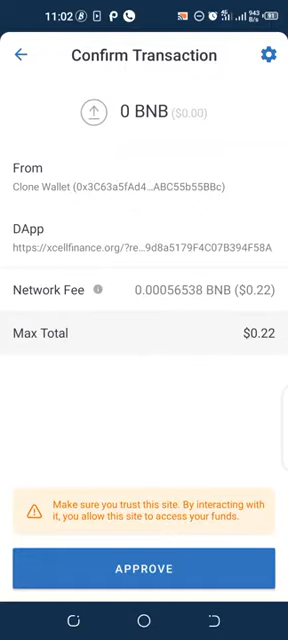 11:02
Confirm Transaction
0 BNB ($0.00)
From
Clone Wallet (0x3C63a5fAd4...ABC55b55BBc)
DApp
https://xcellfinance.org/?re...9d8a5179F4C07B394F58A
Network Fee 0.00056538 BNB ($0.22)
Max Total $0.22
Make sure you trust this site. By interacting with
it, you allow this site to access your funds.
APPROVE